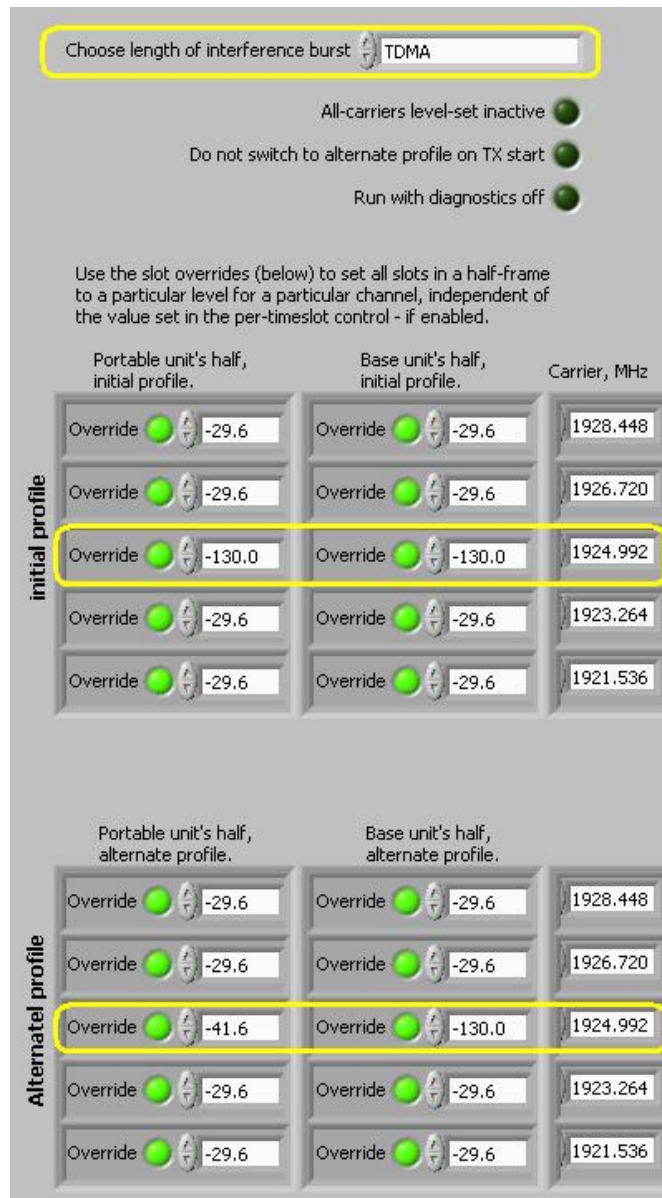 Choose length of interference burst TDMA
All-carriers level-set inactive
Do not switch to alternate profile on TX start
Run with diagnostics off
Use the slot overrides (below) to set all slots in a half-frame
to a particular level for a particular channel, independent of
the value set in the per-timeslot control - if enabled.
Portable unit's half,
initial profile.
Base unit's half,
initial profile.
Carrier, MHz
initial profile
Override -29.6 Override -29.6 1928.448
Override -29.6 Override -29.6 1926.720
Override -130.0 Override -130.0 1924.992
Override -29.6 Override -29.6 1923.264
Override -29.6 Override -29.6 1921.536
Portable unit's half,
alternate profile.
Base unit's half,
alternate profile.
Alternatel profile
Override -29.6 Override -29.6 1928.448
Override -29.6 Override -29.6 1926.720
Override -41.6 Override -130.0 1924.992
Override -29.6 Override -29.6 1923.264
Override -29.6 Override -29.6 1921.536